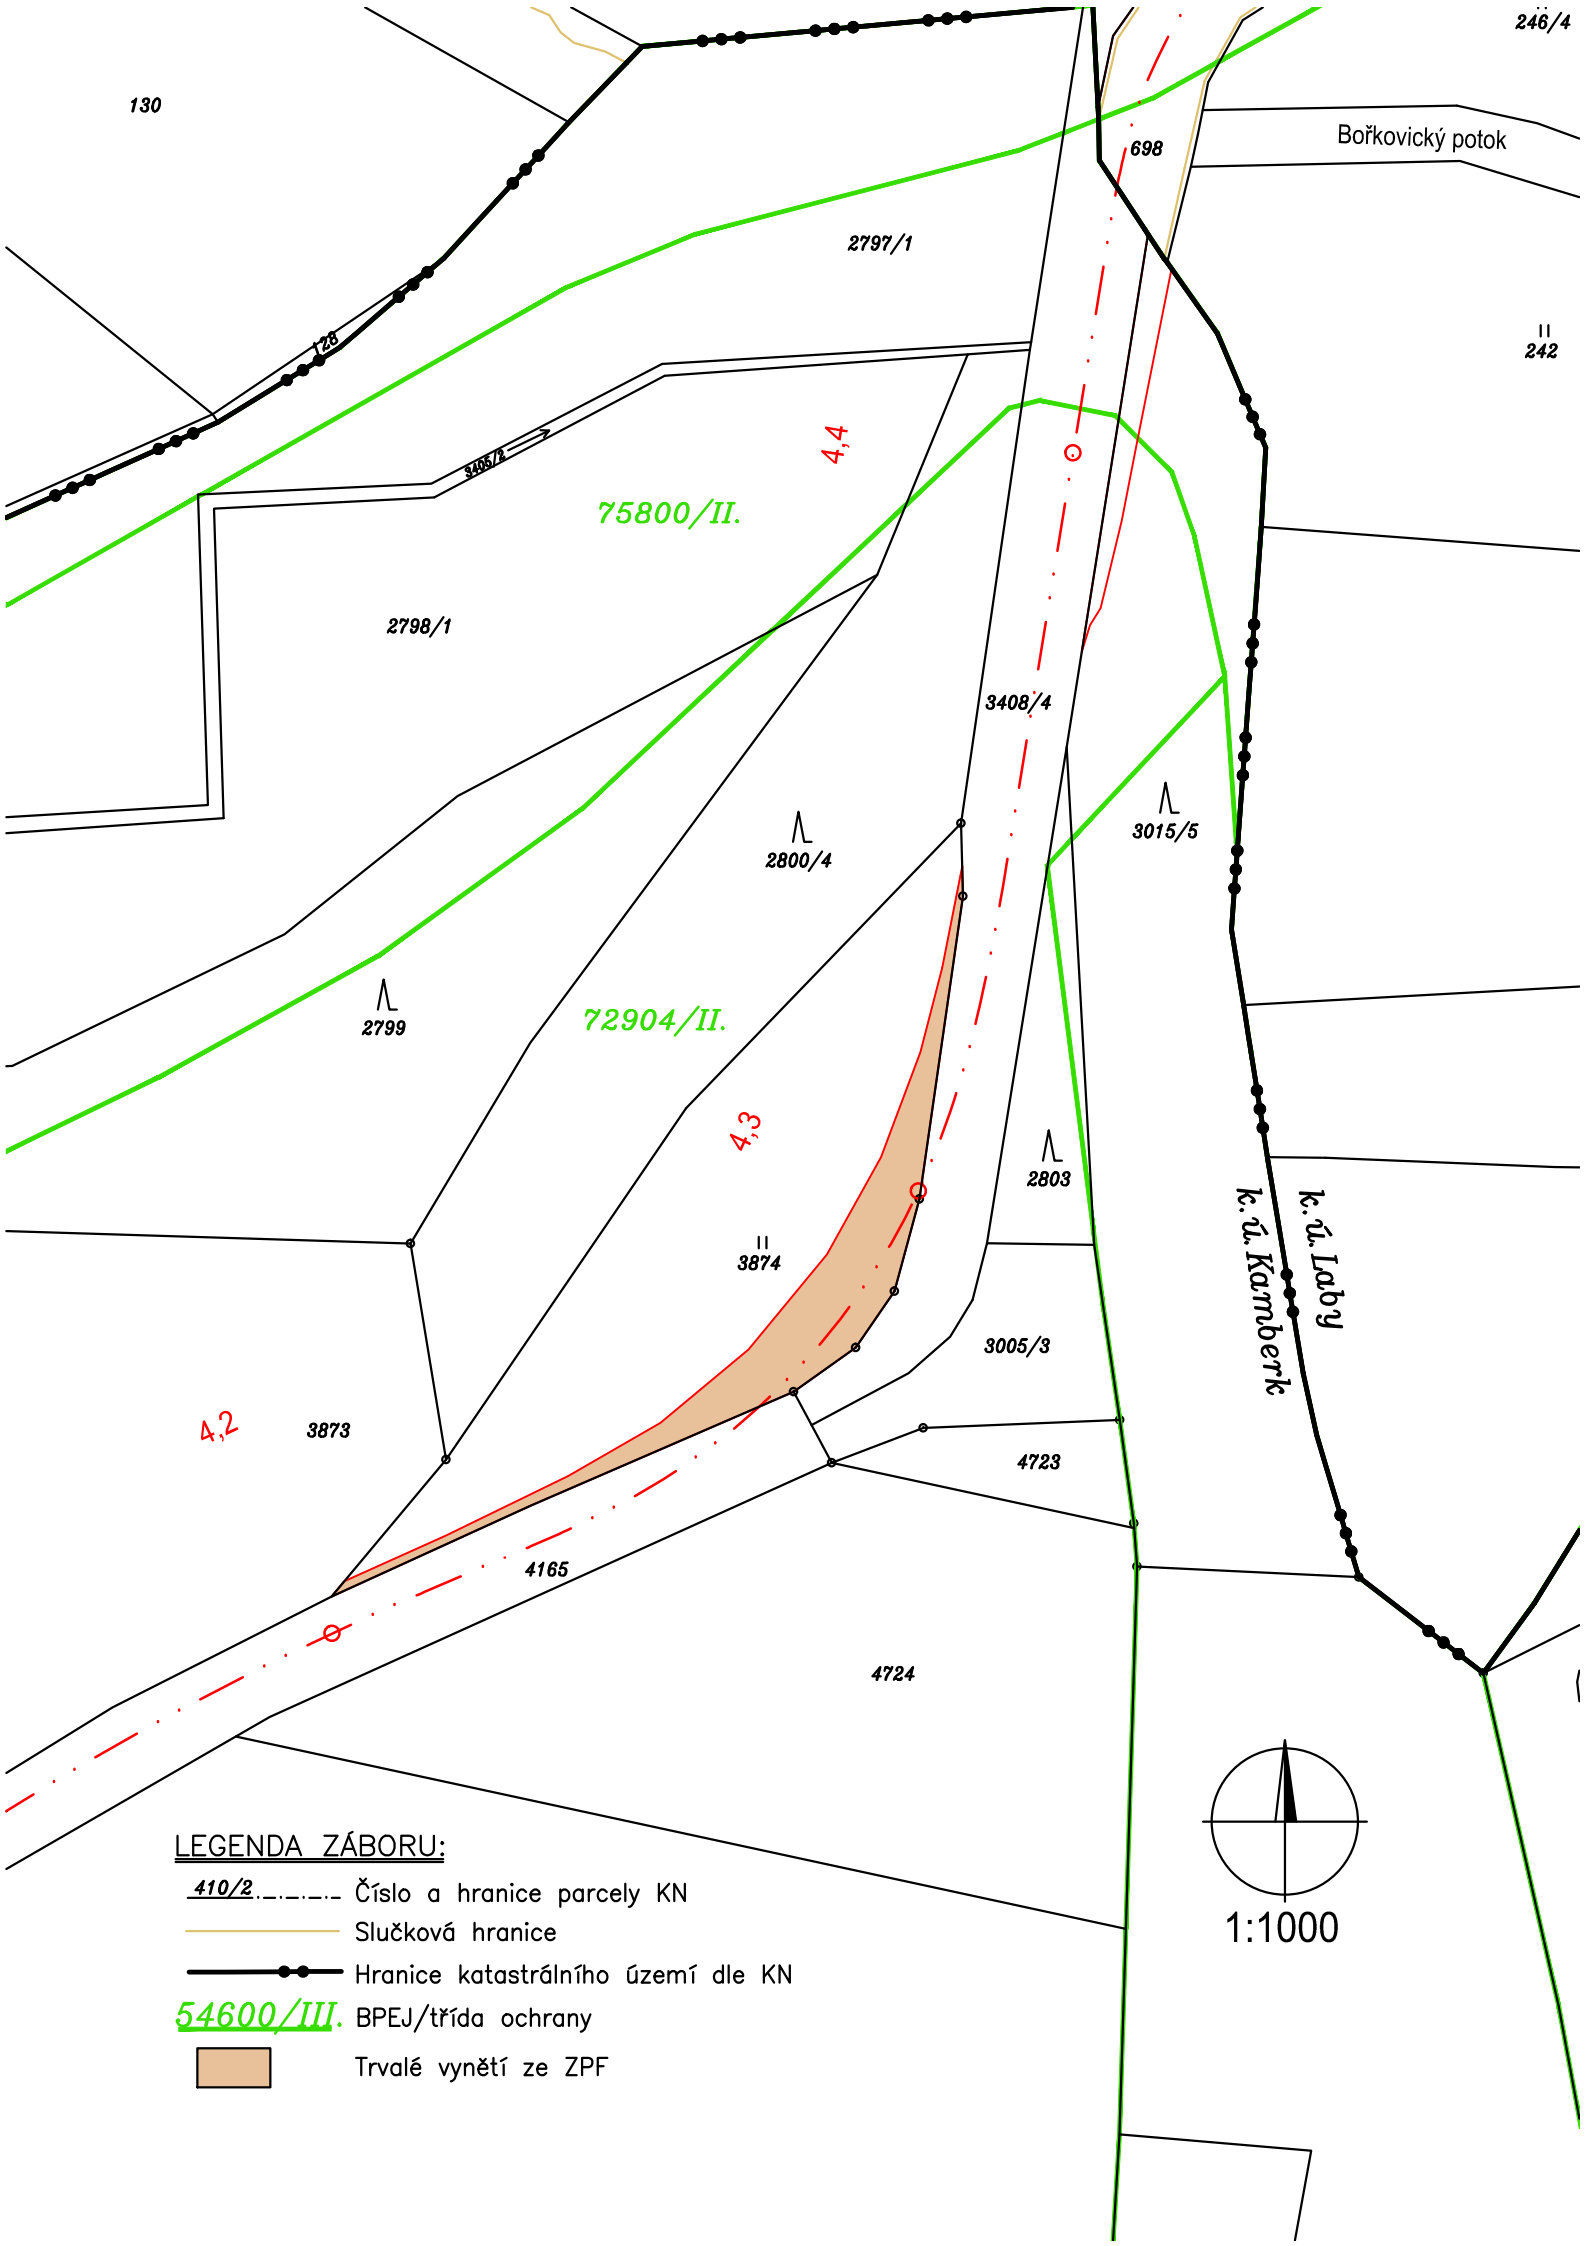 246/4
130
Bořkovický potok
698
2797/1
128
242
4,4
3405/2
75800/II.
2798/1
3408/4
3015/5
2800/4
72904/II.
2799
4,3
2803
k.ú.Kamberk
k.ú.Laby
3874
3005/3
4,2
3873
4723
4165
4724
LEGENDA ZÁBORU:
410/2
Číslo a hranice parcely KN
Slučková hranice
Hranice katastrálního území dle KN
54600/III.
BPEJ/třída ochrany
Trvalé vynětí ze ZPF
1:1000